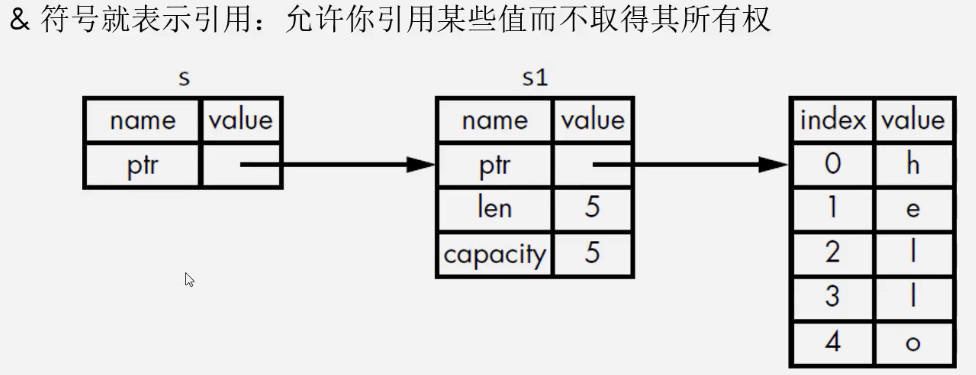 & 符号就表示引用：允许你引用某些值而不取得其所有权
s
name value
ptr
s1
name value
ptr
len 5
capacity 5
index value
0 h
1 e
2 l
3 l
4 o